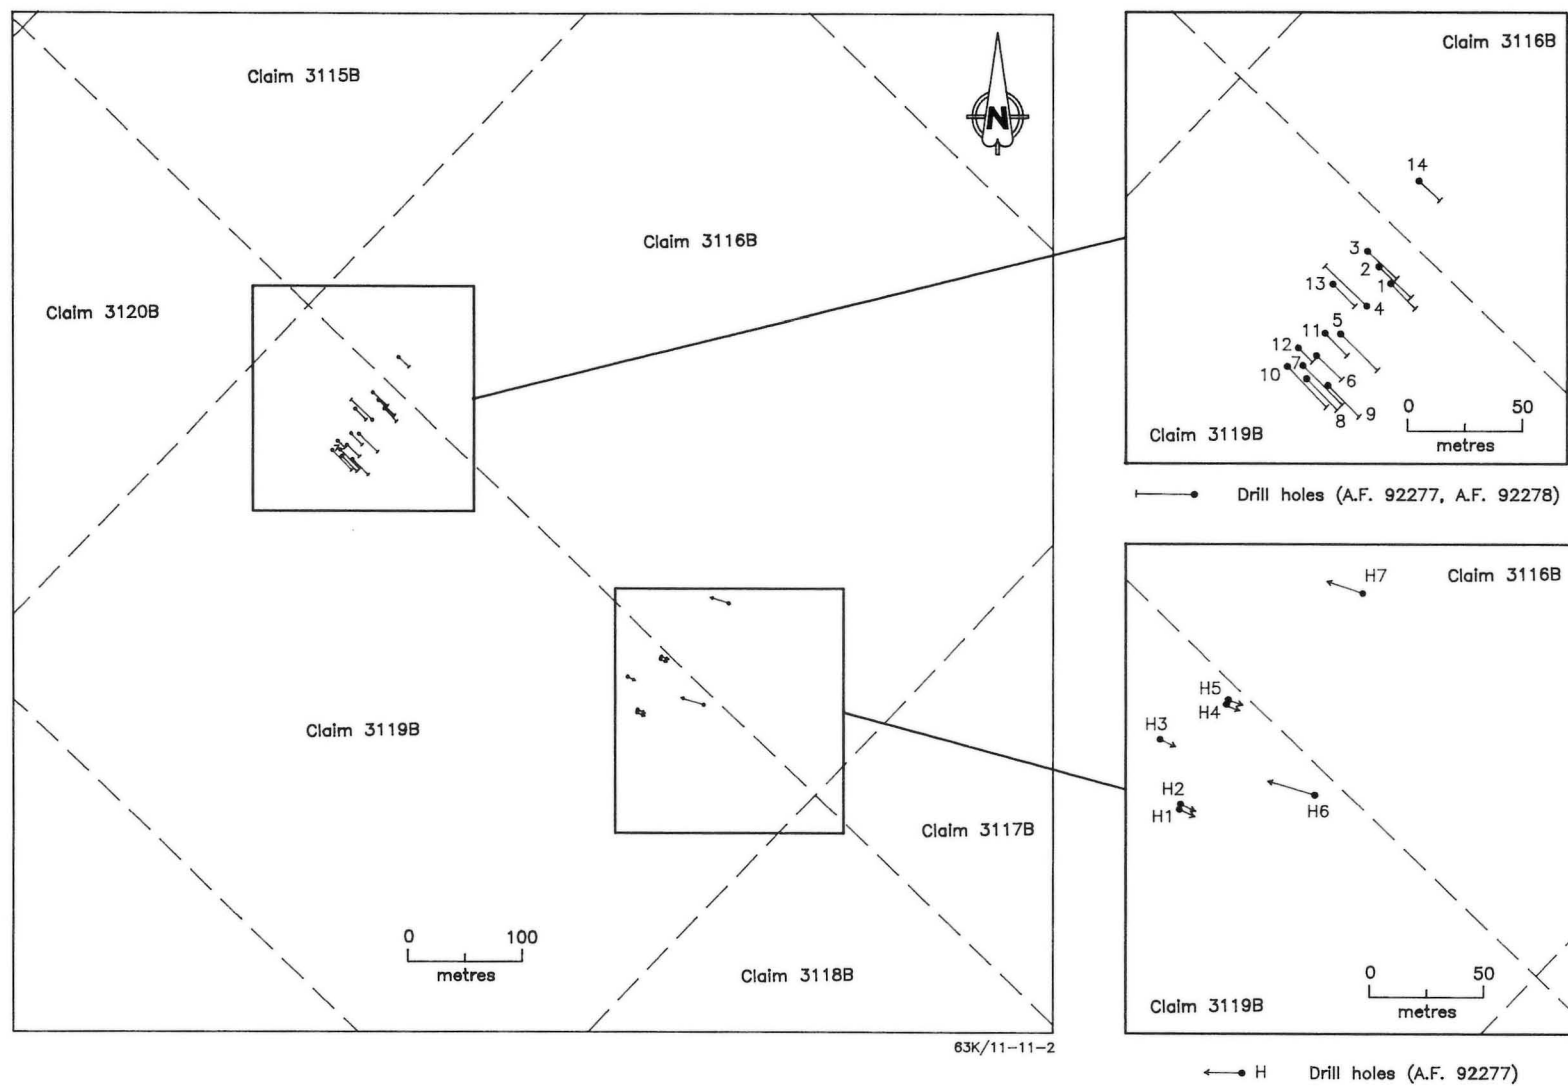 Claim 3115B
N
Claim 3116B
Claim 3120B
Claim 3119B
Claim 3117B
0 100
metres
Claim 3118B
63K/11-11-2
Claim 3116B
14
3
2
1
13
4
11
5
12
7
10
6
9
8
0 50
metres
Claim 3119B
Drill holes (A.F. 92277, A.F. 92278)
H7
Claim 3116B
H5
H4
H3
H2
H1
H6
0 50
metres
Claim 3119B
H Drill holes (A.F. 92277)